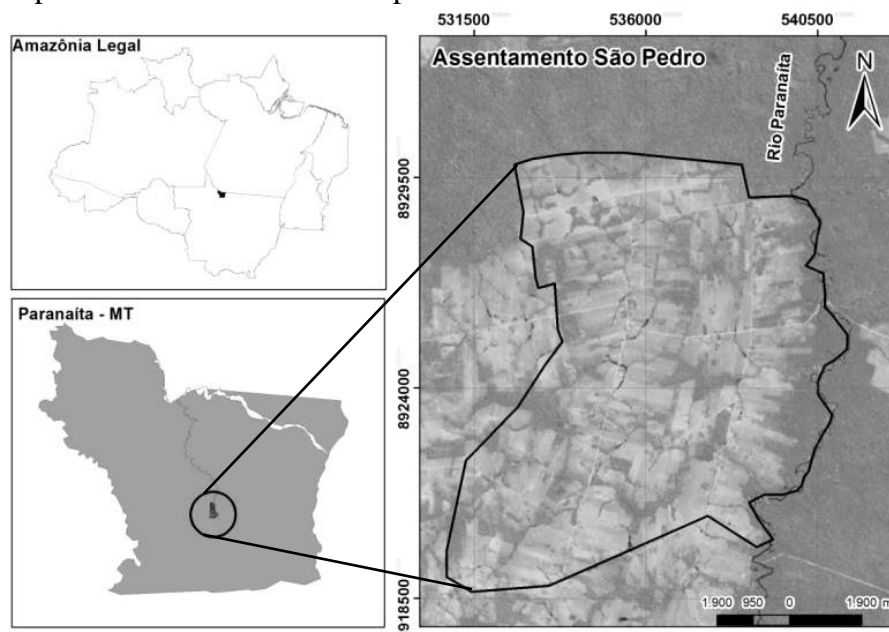 Amazônia Legal
Paranaíta - MT
531500 536000 540500
Assentamento São Pedro
N
Rio Paranaíta
8929500
8924000
918500
1.900 950 0 1.900 m